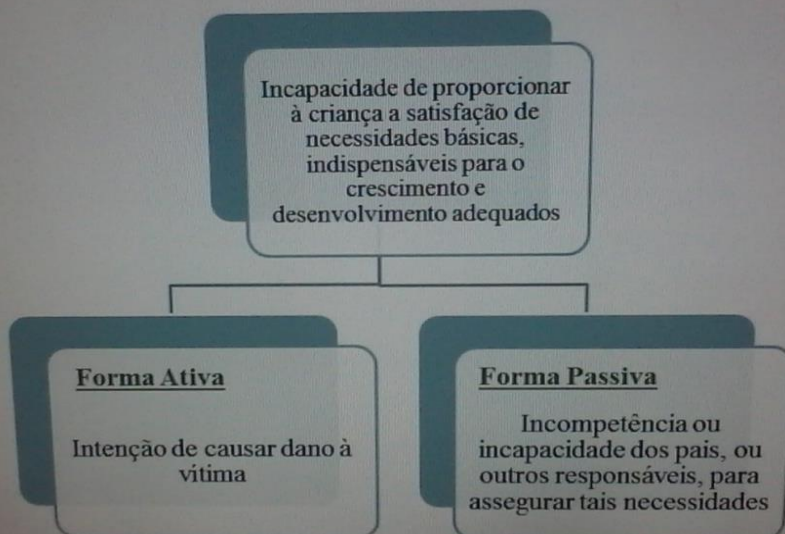 Incapacidade de proporcionar
à criança a satisfação de
necessidades básicas,
indispensáveis para o
crescimento e
desenvolvimento adequados
Forma Ativa
Intenção de causar dano à
vítima
Forma Passiva
Incompetência ou
incapacidade dos pais, ou
outros responsáveis, para
assegurar tais necessidades